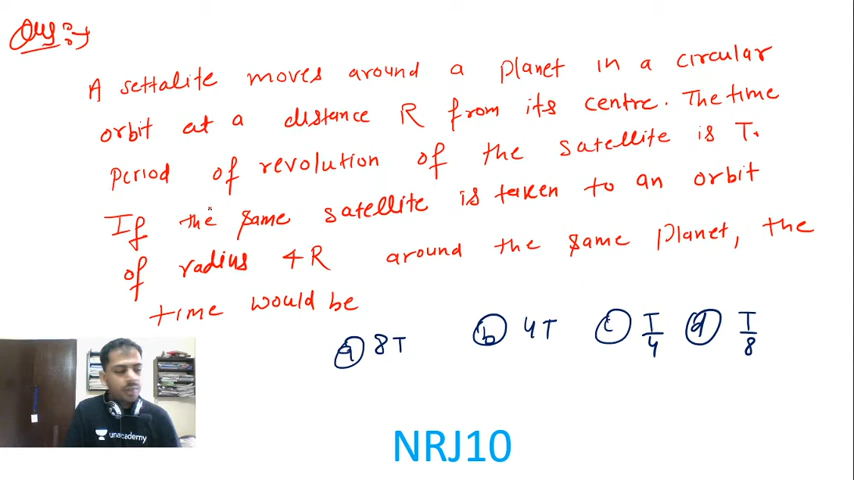 Ques:-
A settalite moves around a planet in a circular
orbit at a distance R from its centre. The time
period of revolution of the satellite is T.
If the same satellite is taken to an orbit
of radius 4R around the same planet, the
time would be
(a) 8T (b) 4T (c) T/4 (d) T/8
unacademy
NRJ10